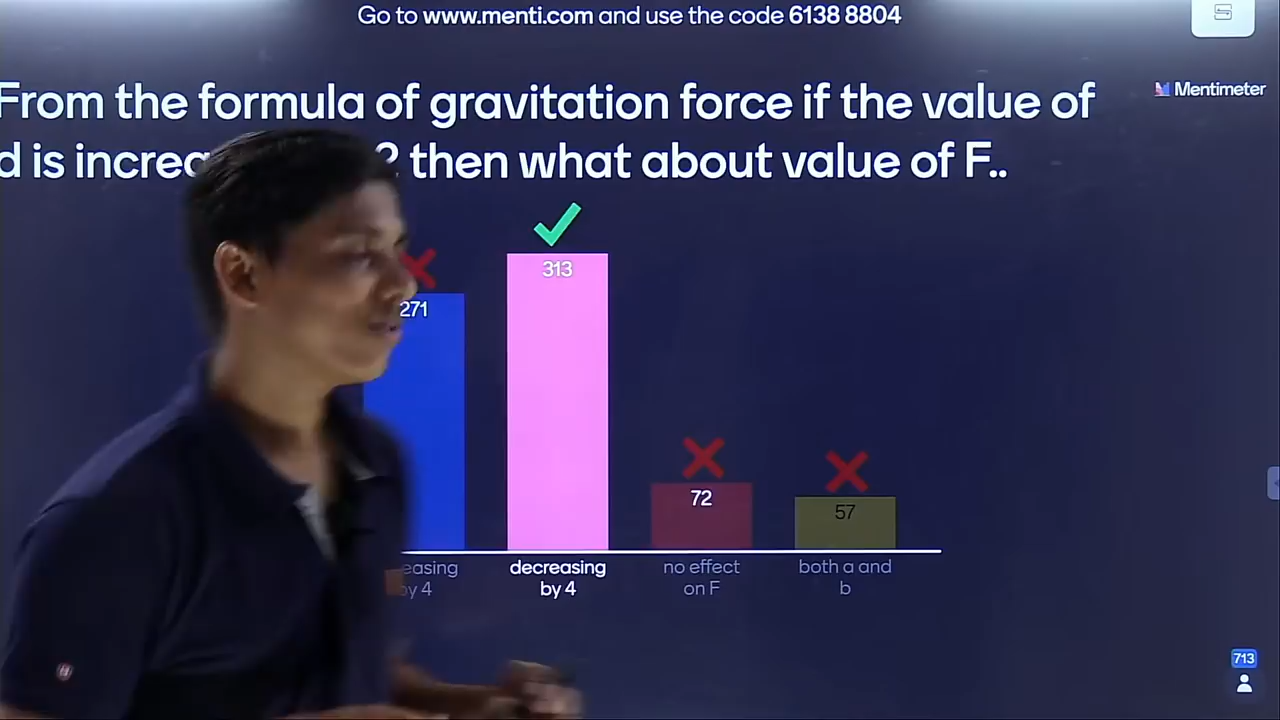 Go to www.menti.com and use the code 6138 8804
Mentimeter
From the formula of gravitation force if the value of
d is 2 then what about value of F..
271
313
72
57
by 4
decreasing
by 4
no effect
on F
both a and
b
713